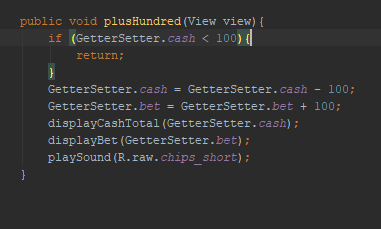 public void plusHundred(View view){
if (GetterSetter.cash < 100){
return;
}
GetterSetter.cash = GetterSetter.cash - 100;
GetterSetter.bet = GetterSetter.bet + 100;
displayCashTotal(GetterSetter.cash);
displayBet(GetterSetter.bet);
playSound(R.raw.chips_short);
}